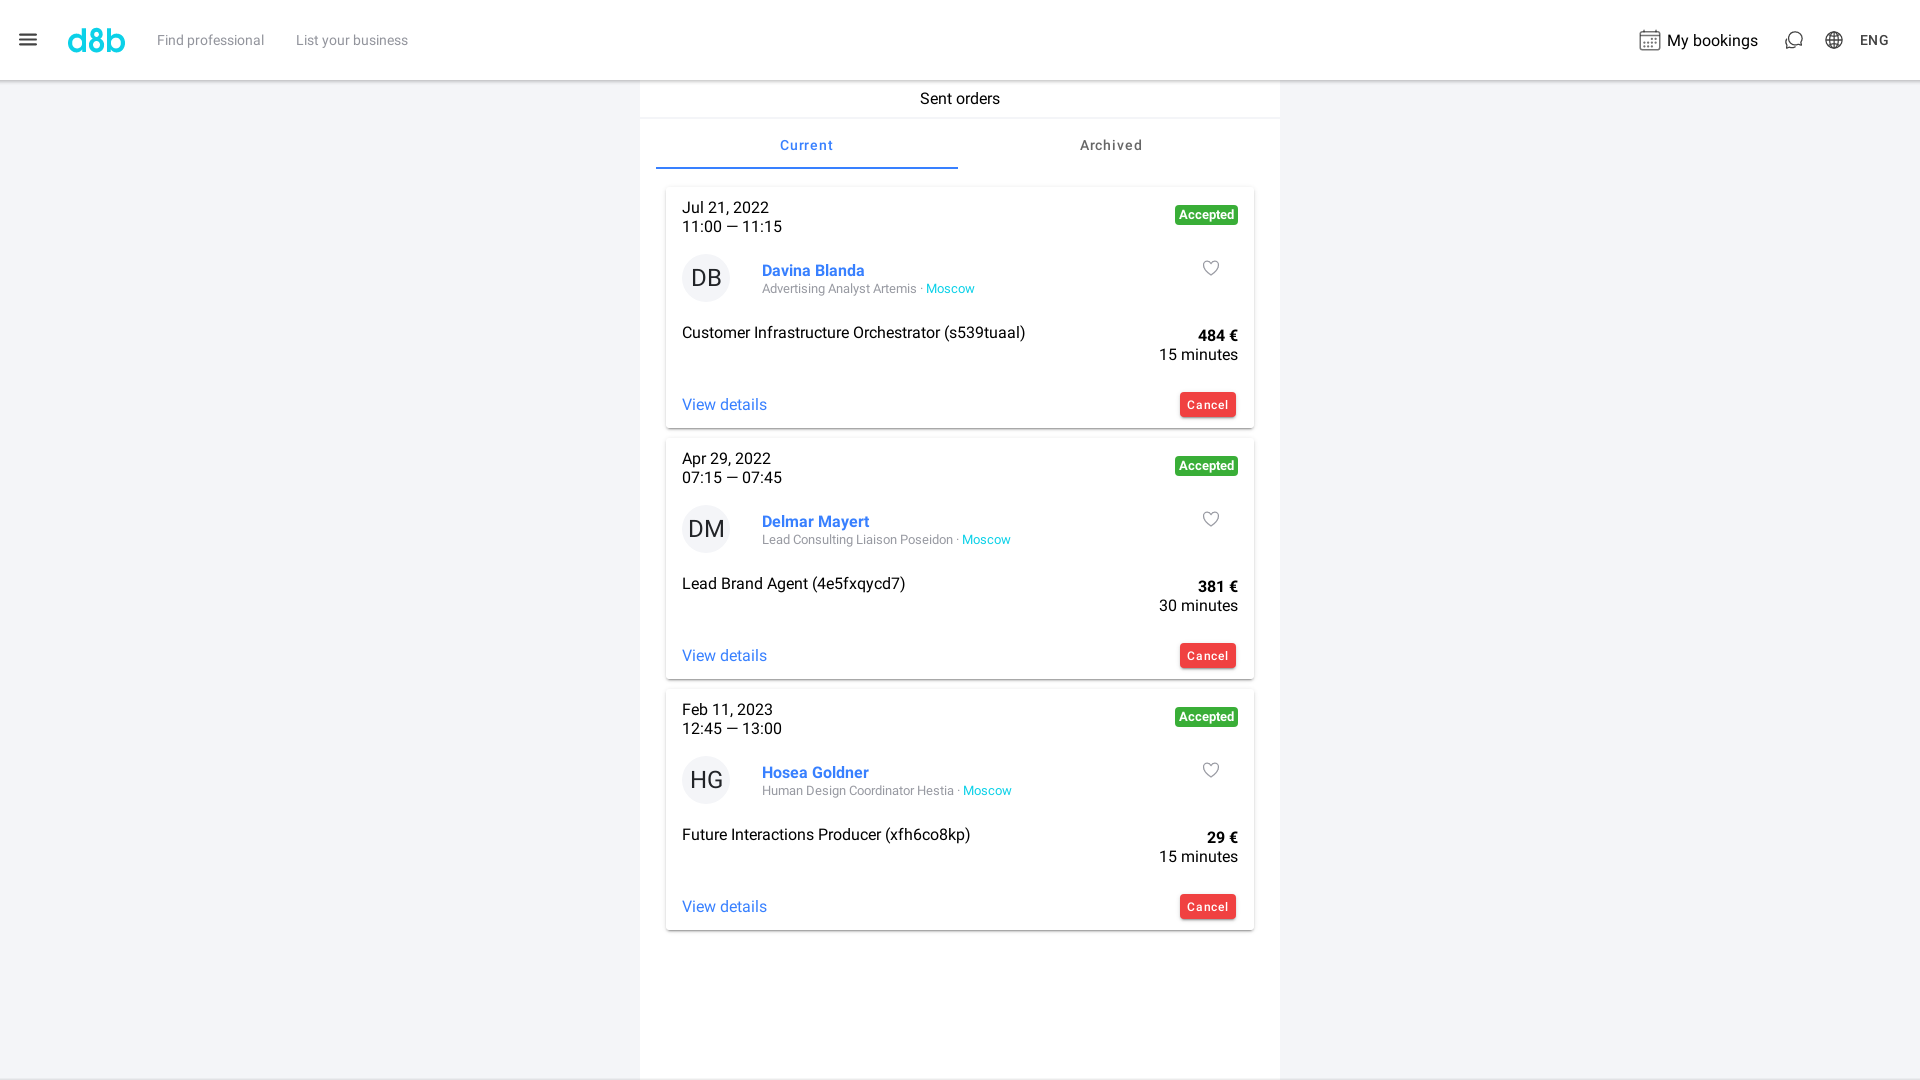 d8b
Find professional
List your business
My bookings
ENG
Sent orders
Current
Archived
Jul 21, 2022
11:00 — 11:15
Accepted
DB
Davina Blanda
Advertising Analyst Artemis · Moscow
Customer Infrastructure Orchestrator (s539tuaal)
484 €
15 minutes
View details
Cancel
Apr 29, 2022
07:15 — 07:45
Accepted
DM
Delmar Mayert
Lead Consulting Liaison Poseidon · Moscow
Lead Brand Agent (4e5fxqycd7)
381 €
30 minutes
View details
Cancel
Feb 11, 2023
12:45 — 13:00
Accepted
HG
Hosea Goldner
Human Design Coordinator Hestia · Moscow
Future Interactions Producer (xfh6co8kp)
29 €
15 minutes
View details
Cancel